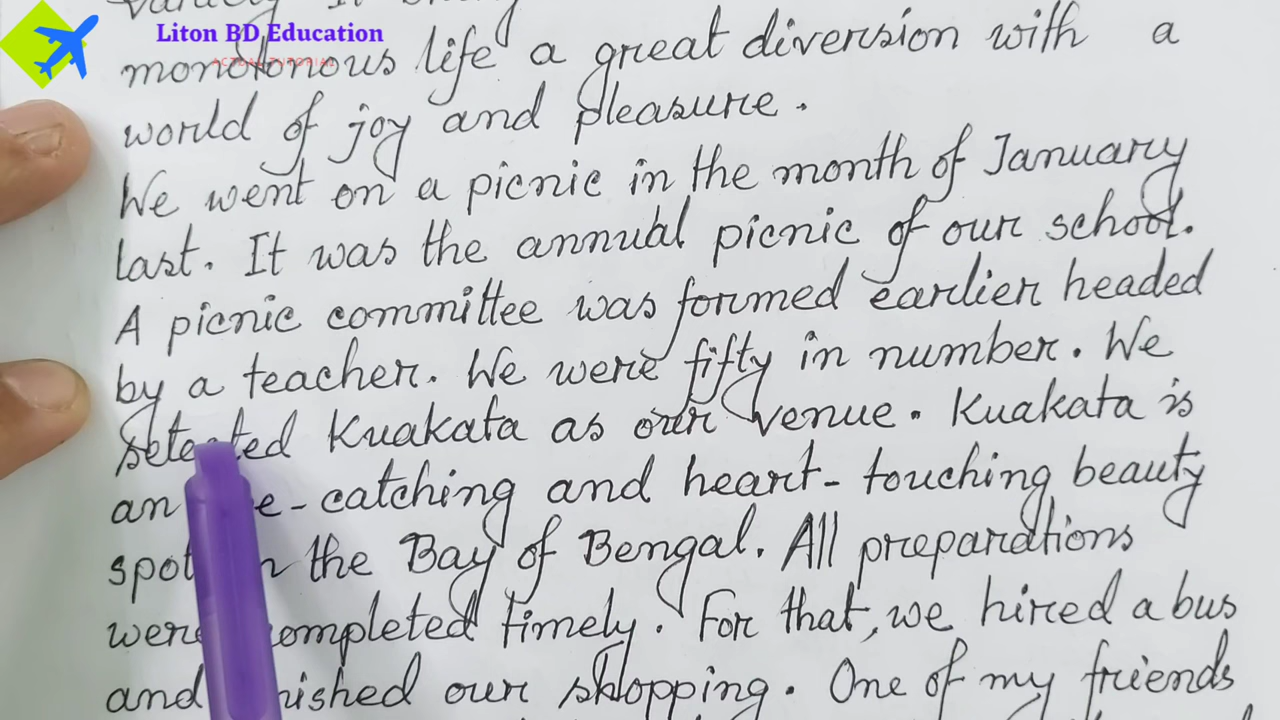 Liton BD Education
monotonous life a great diversion with a
world of joy and pleasure.
We went on a picnic in the month of January
last. It was the annual picnic of our school.
A picnic committee was formed earlier headed
by a teacher. We were fifty in number. We
selected Kuakata as our venue. Kuakata is
an e-catching and heart-touching beauty
spot the Bay of Bengal. All preparations
were completed timely. For that, we hired a bus
and our shopping. One of my friends